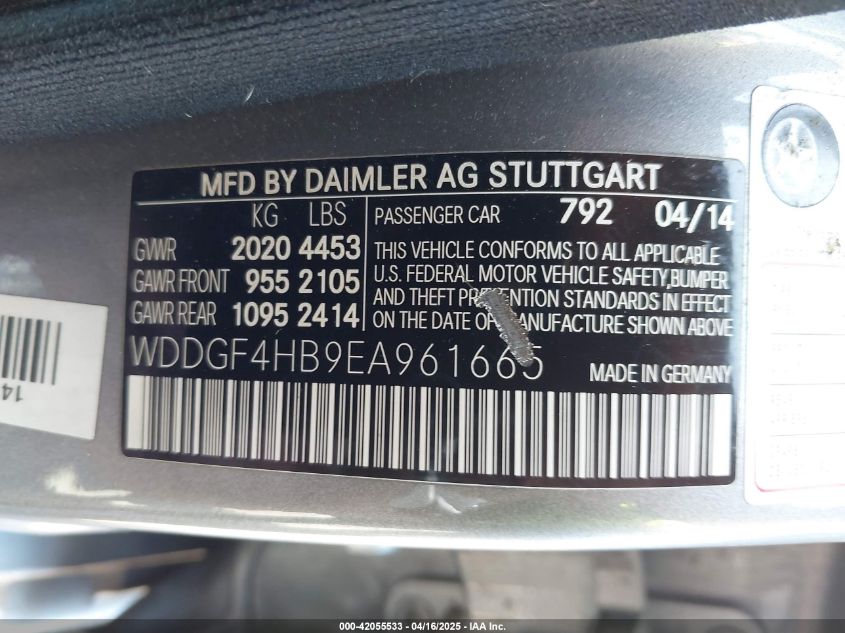 MFD BY DAIMLER AG STUTTGART
KG LBS
GVWR 2020 4453
GAWR FRONT 955 2105
GAWR REAR 1095 2414
PASSENGER CAR 792 04/14
THIS VEHICLE CONFORMS TO ALL APPLICABLE
U.S. FEDERAL MOTOR VEHICLE SAFETY, BUMPER
AND THEFT PREVENTION STANDARDS IN EFFECT
ON THE DATE OF MANUFACTURE SHOWN ABOVE
WDDGF4HB9EA961665
MADE IN GERMANY
14
000-42055533 - 04/16/2025 - IAA Inc.